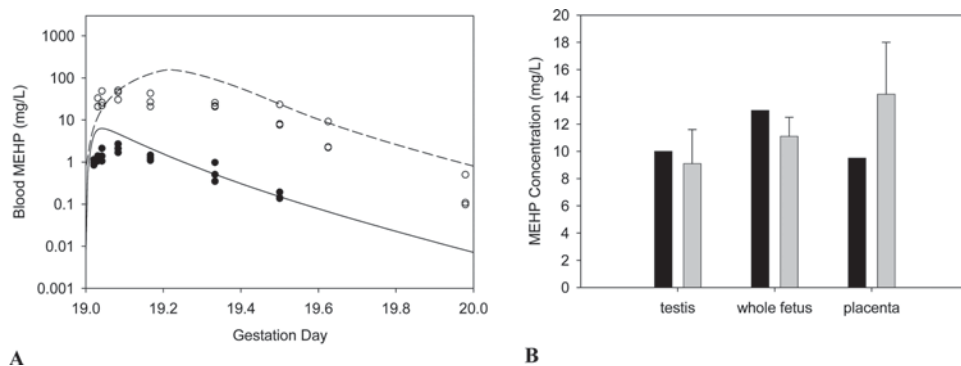 1000
100
10
1
0.1
0.01
0.001
Blood MEHP (mg/L)
19.0 19.2 19.4 19.6 19.8 20.0
Gestation Day
A
20
18
16
14
12
10
8
6
4
2
0
MEHP Concentration (mg/L)
testis whole fetus placenta
B